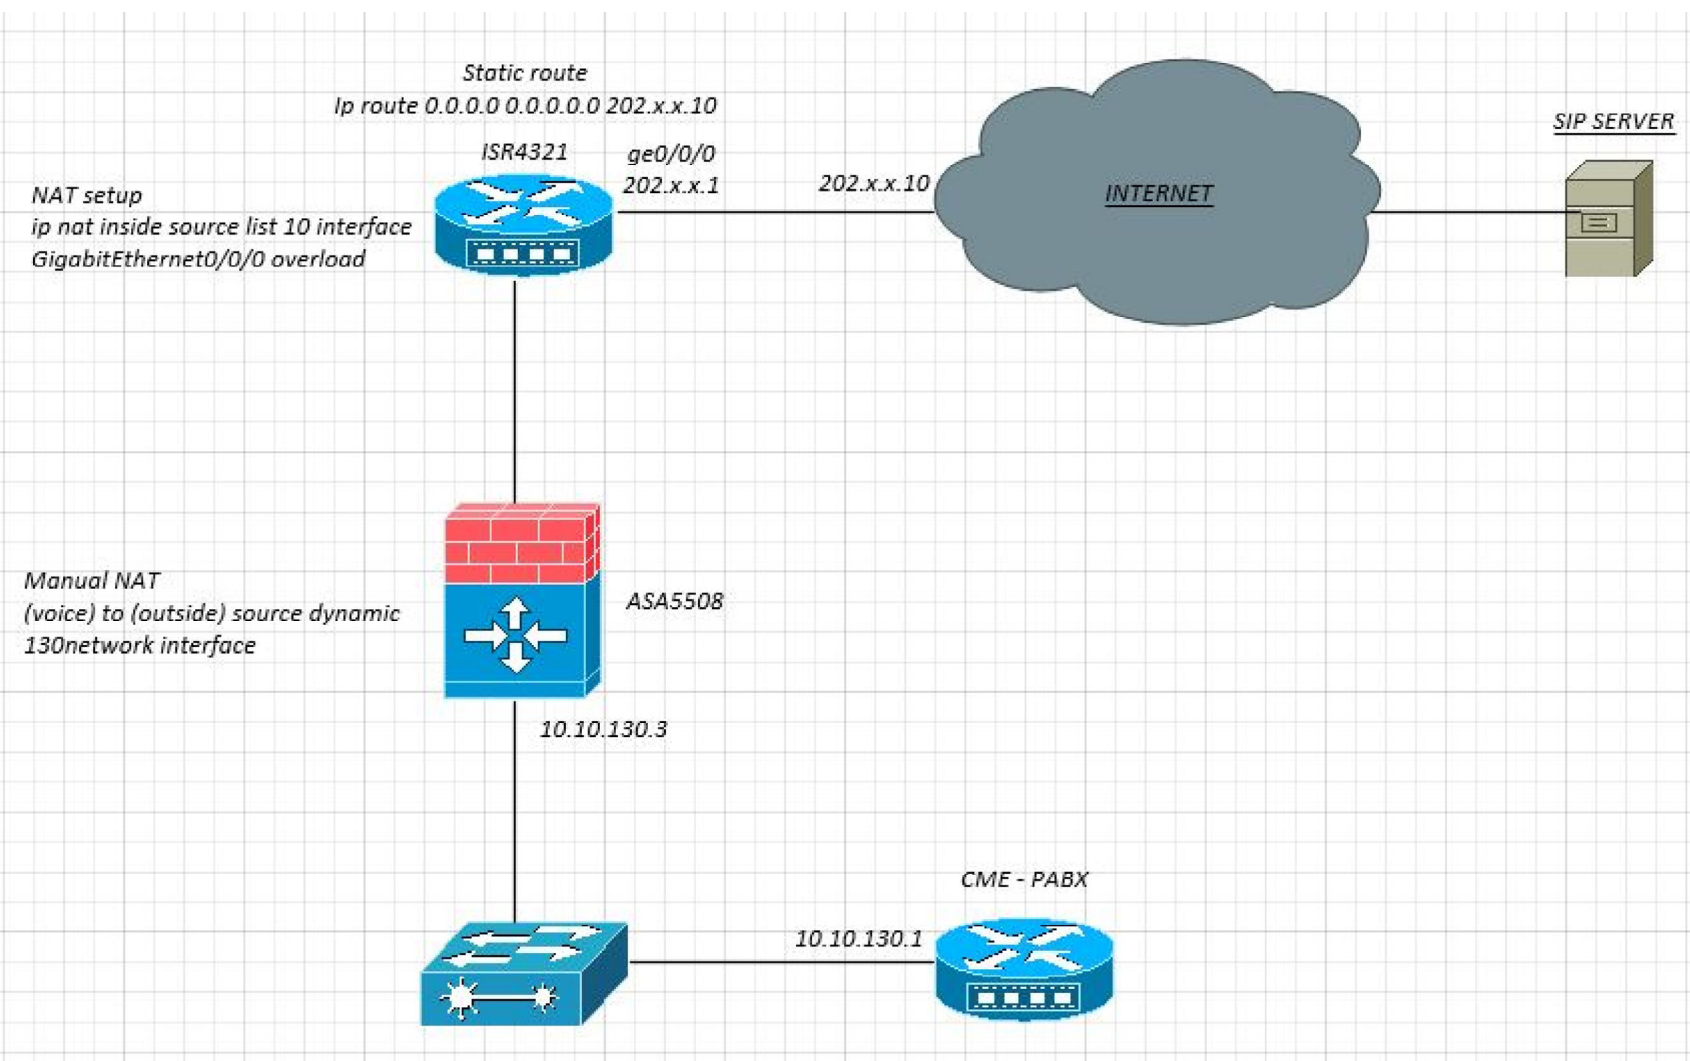 Static route
Ip route 0.0.0.0 0.0.0.0 202.x.x.10
ISR4321
ge0/0/0
202.x.x.1
202.x.x.10
INTERNET
SIP SERVER
NAT setup
ip nat inside source list 10 interface
GigabitEthernet0/0/0 overload
Manual NAT
(voice) to (outside) source dynamic
130network interface
ASA5508
10.10.130.3
CME - PABX
10.10.130.1